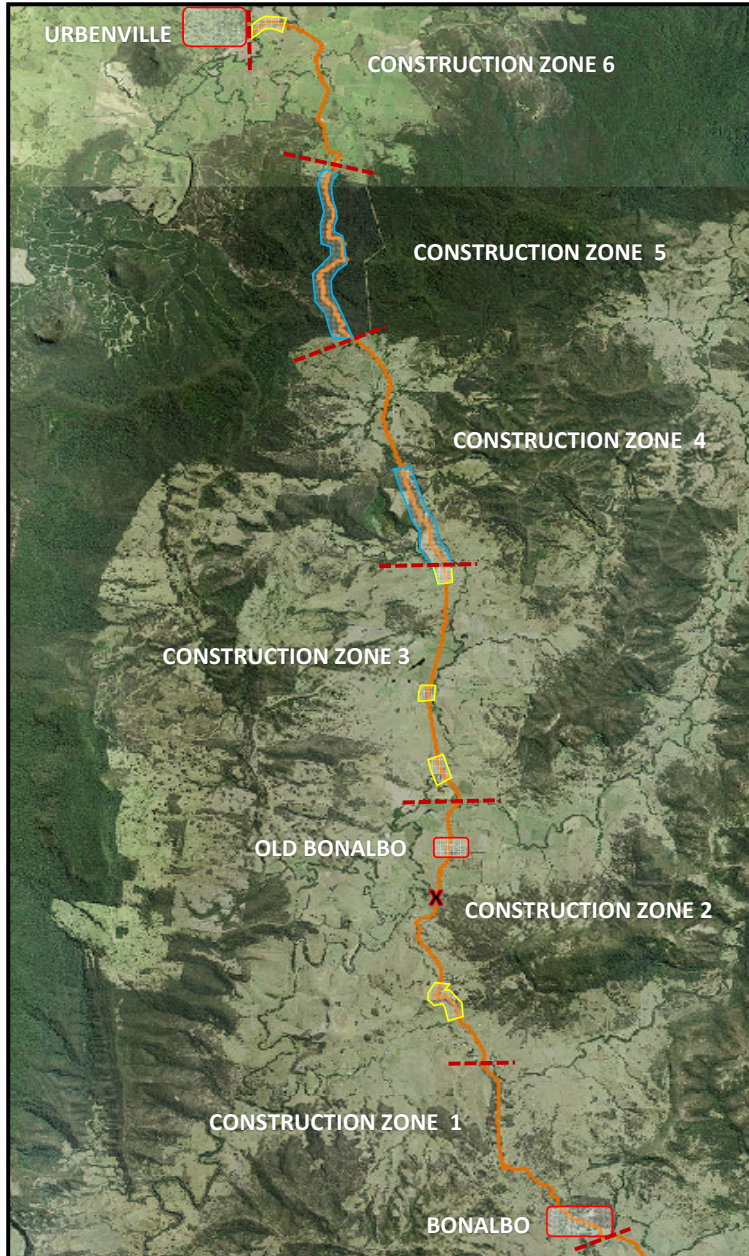 URBENVILLE
CONSTRUCTION ZONE 6
CONSTRUCTION ZONE 5
CONSTRUCTION ZONE 4
CONSTRUCTION ZONE 3
OLD BONALBO
X
CONSTRUCTION ZONE 2
CONSTRUCTION ZONE 1
BONALBO